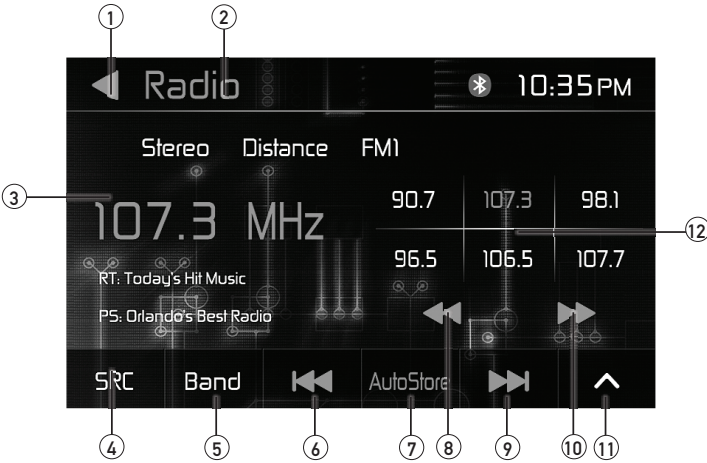 1 2
Radio 10:35 PM
Stereo Distance FM1
3
107.3 MHz
90.7 107.3 98.1
12
96.5 106.5 107.7
RT: Today's Hit Music
PS: Orlando's Best Radio
SRC Band AutoStore
4 5 6 7 8 9 10 11